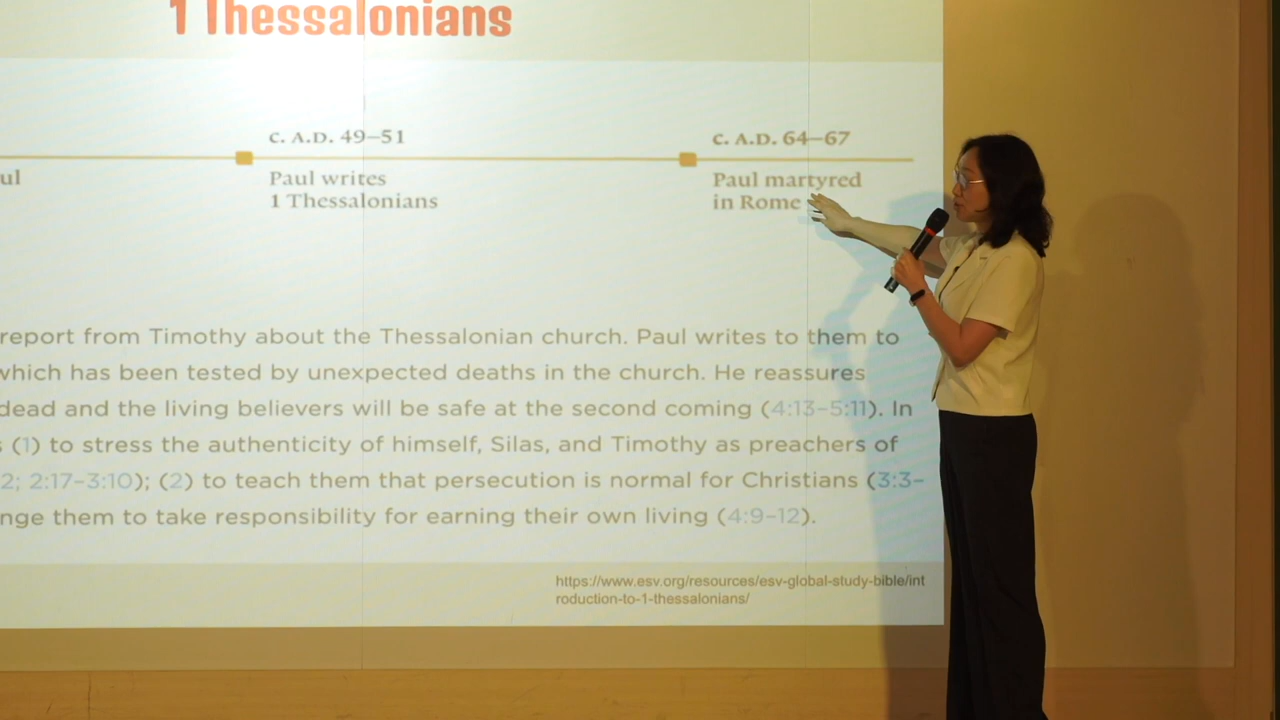 1 Thessalonians
C. A.D. 49–51
C. A.D. 64–67
ul
Paul writes
1 Thessalonians
Paul martyred
in Rome
report from Timothy about the Thessalonian church. Paul writes to them to
which has been tested by unexpected deaths in the church. He reassures
dead and the living believers will be safe at the second coming (4:13–5:11). In
s (1) to stress the authenticity of himself, Silas, and Timothy as preachers of
2; 2:17–3:10); (2) to teach them that persecution is normal for Christians (3:3–
nge them to take responsibility for earning their own living (4:9–12).
https://www.esv.org/resources/esv-global-study-bible/int
roduction-to-1-thessalonians/